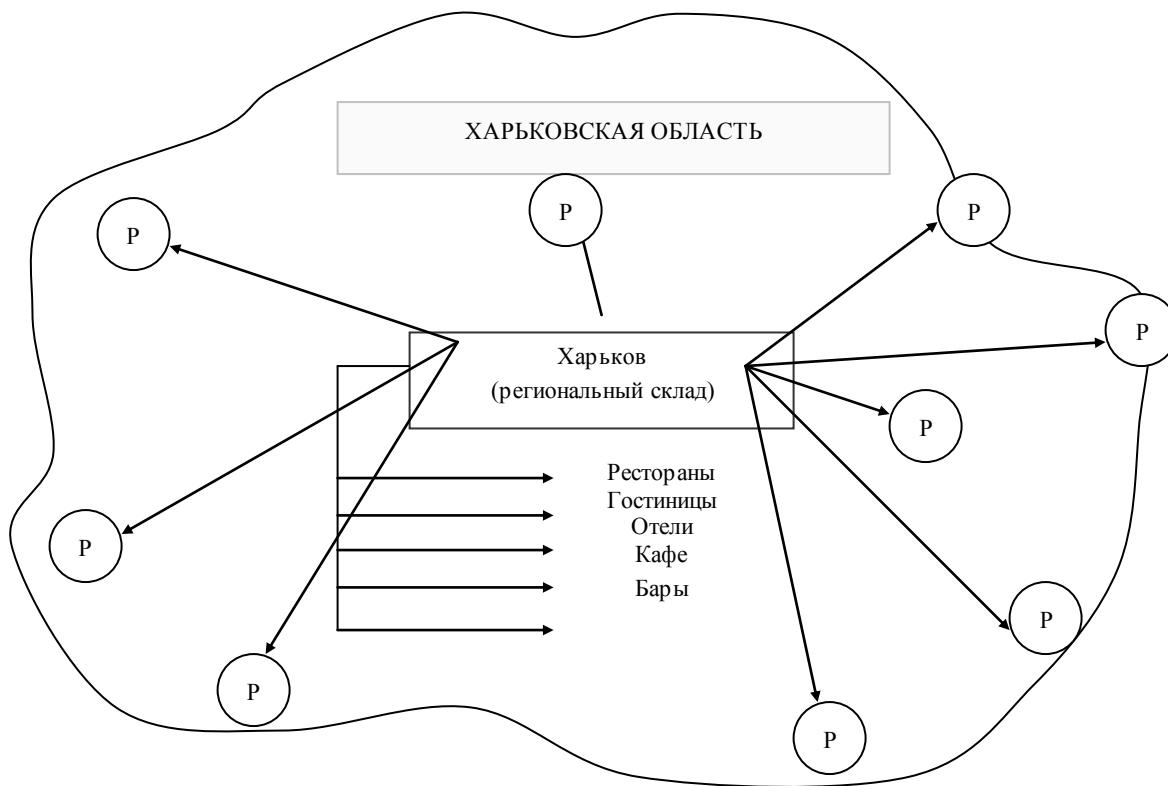 ХАРЬКОВСКАЯ ОБЛАСТЬ
Р
Р
Р
Р
Харьков
(региональный склад)
Р
Рестораны
Гостиницы
Отели
Кафе
Бары
Р
Р
Р
Р